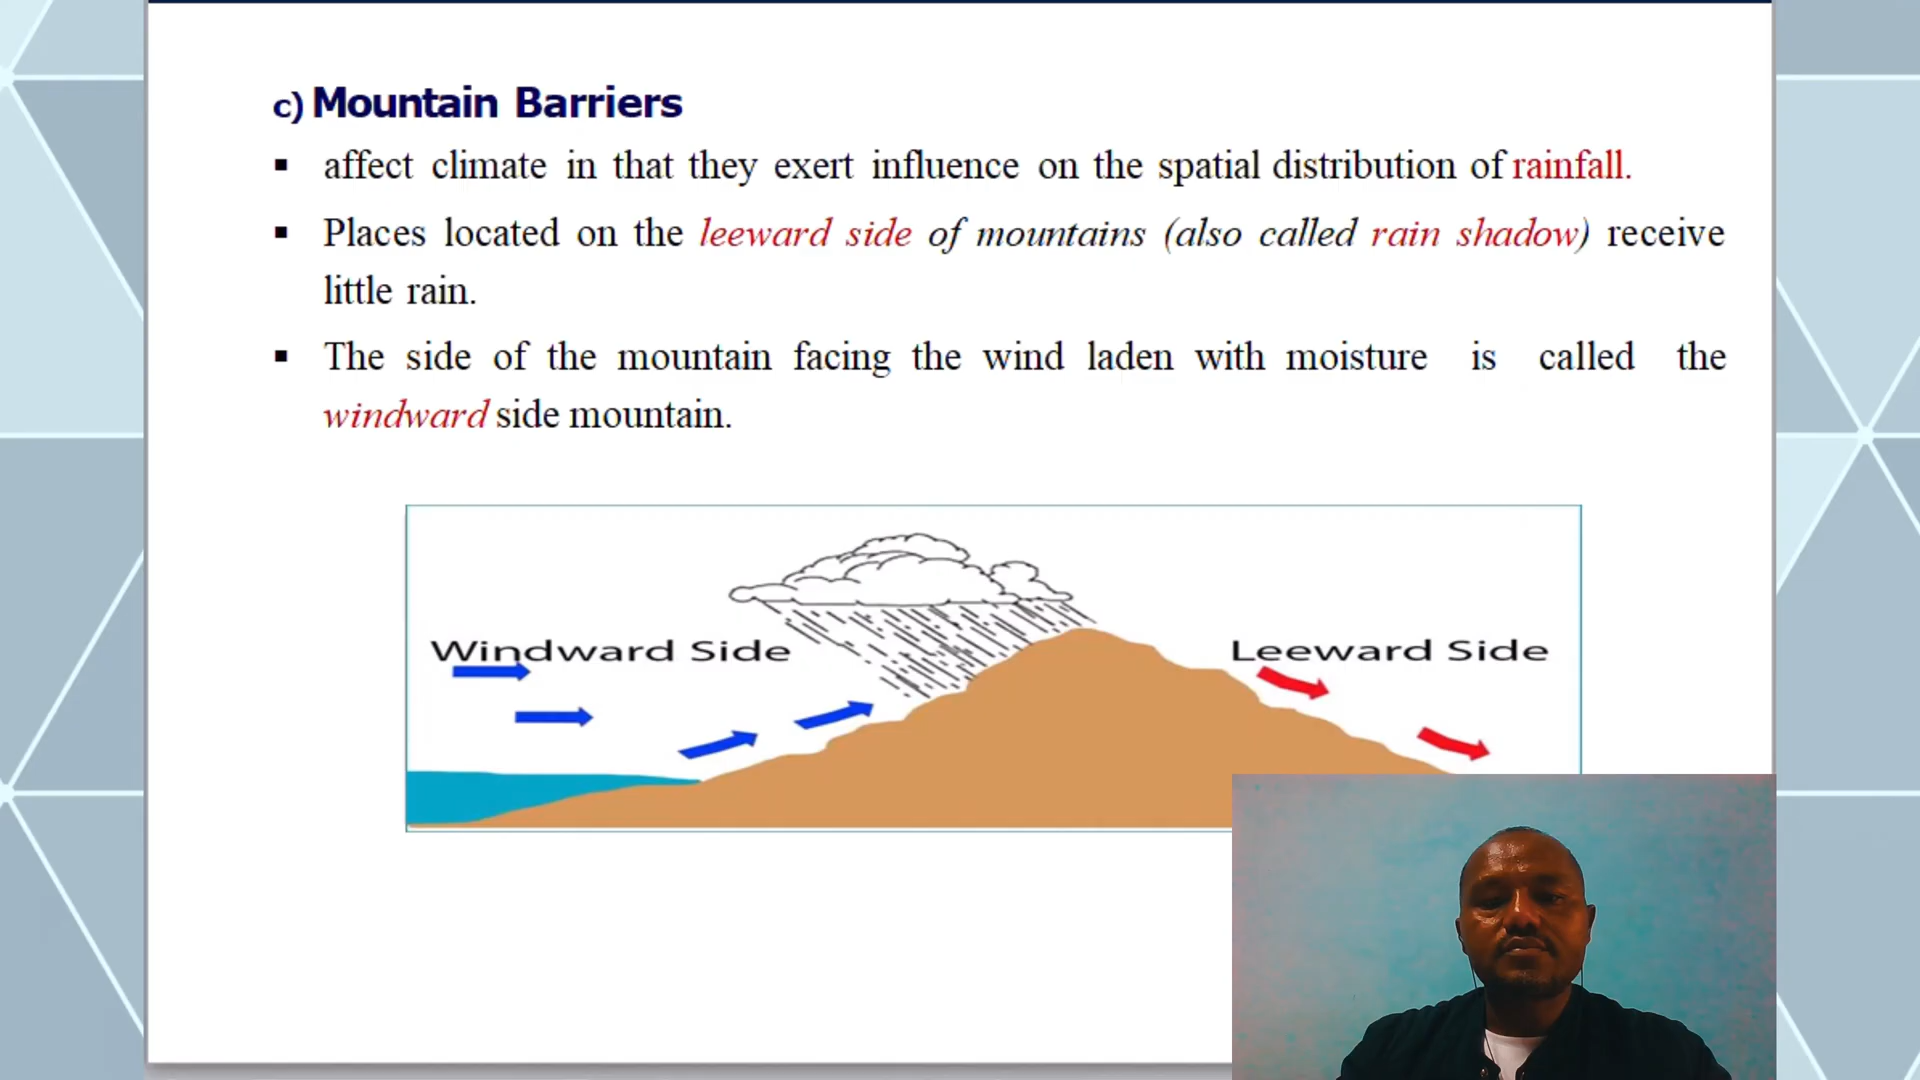 c) Mountain Barriers
▪ affect climate in that they exert influence on the spatial distribution of rainfall.
▪ Places located on the leeward side of mountains (also called rain shadow) receive
little rain.
▪ The side of the mountain facing the wind laden with moisture is called the
windward side mountain.
Windward Side
Leeward Side